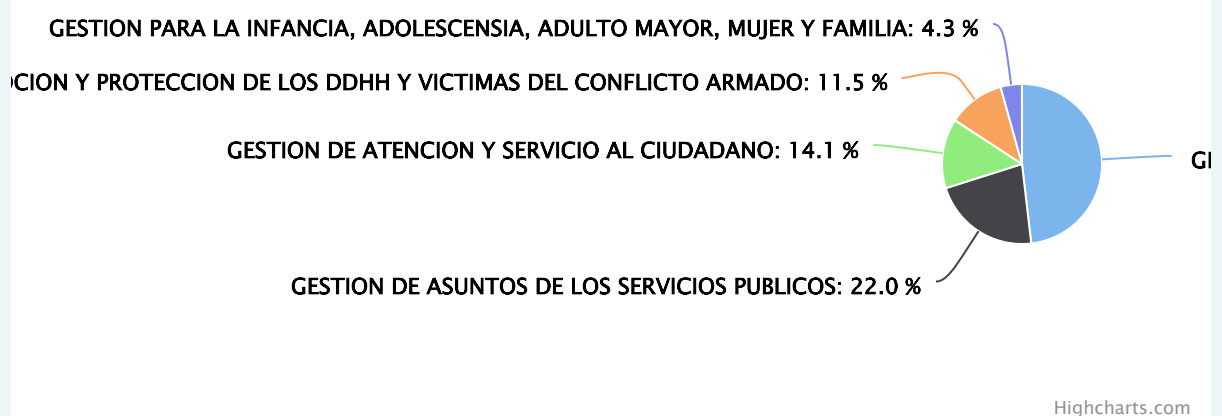 GESTION PARA LA INFANCIA, ADOLESCENSIA, ADULTO MAYOR, MUJER Y FAMILIA: 4.3 %
Y PROTECCION DE LOS DDHH Y VICTIMAS DEL CONFLICTO ARMADO: 11.5 %
GESTION DE ATENCION Y SERVICIO AL CIUDADANO: 14.1 %
GESTION DE ASUNTOS DE LOS SERVICIOS PUBLICOS: 22.0 %
Highcharts.com